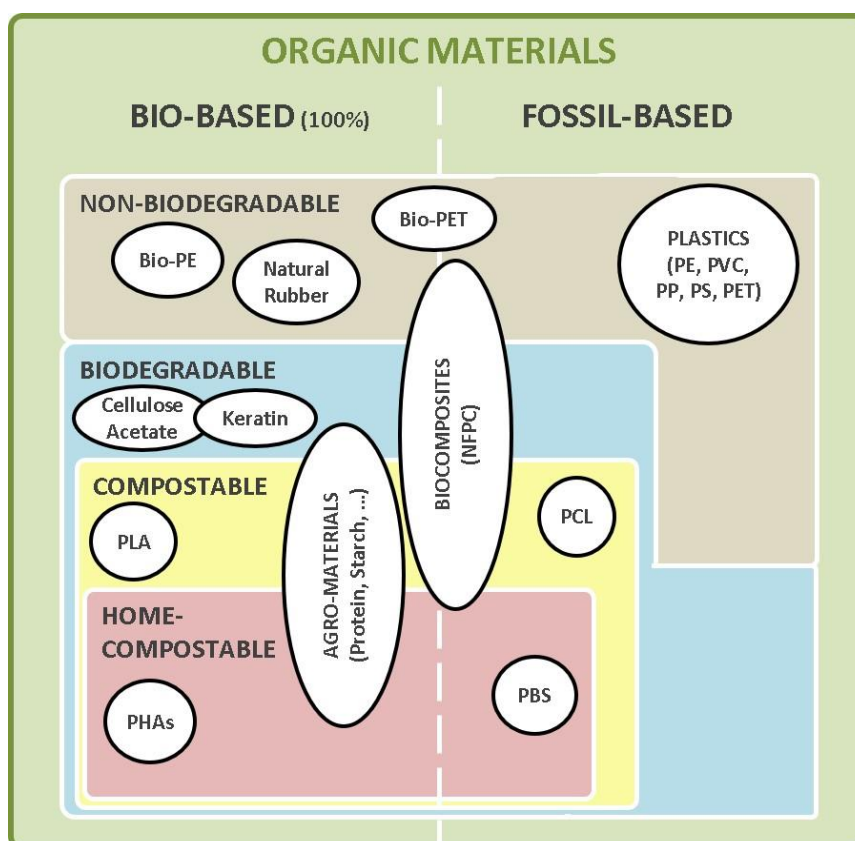 ORGANIC MATERIALS
BIO-BASED (100%)
FOSSIL-BASED
NON-BIODEGRADABLE
Bio-PET
Bio-PE
Natural
Rubber
PLASTICS
(PE, PVC,
PP, PS, PET)
BIODEGRADABLE
Cellulose
Acetate
Keratin
BIOCOMPOSITES
(NFPC)
COMPOSTABLE
PLA
AGRO-MATERIALS
(Protein, Starch, ...)
PCL
HOME-
COMPOSTABLE
PHAs
PBS